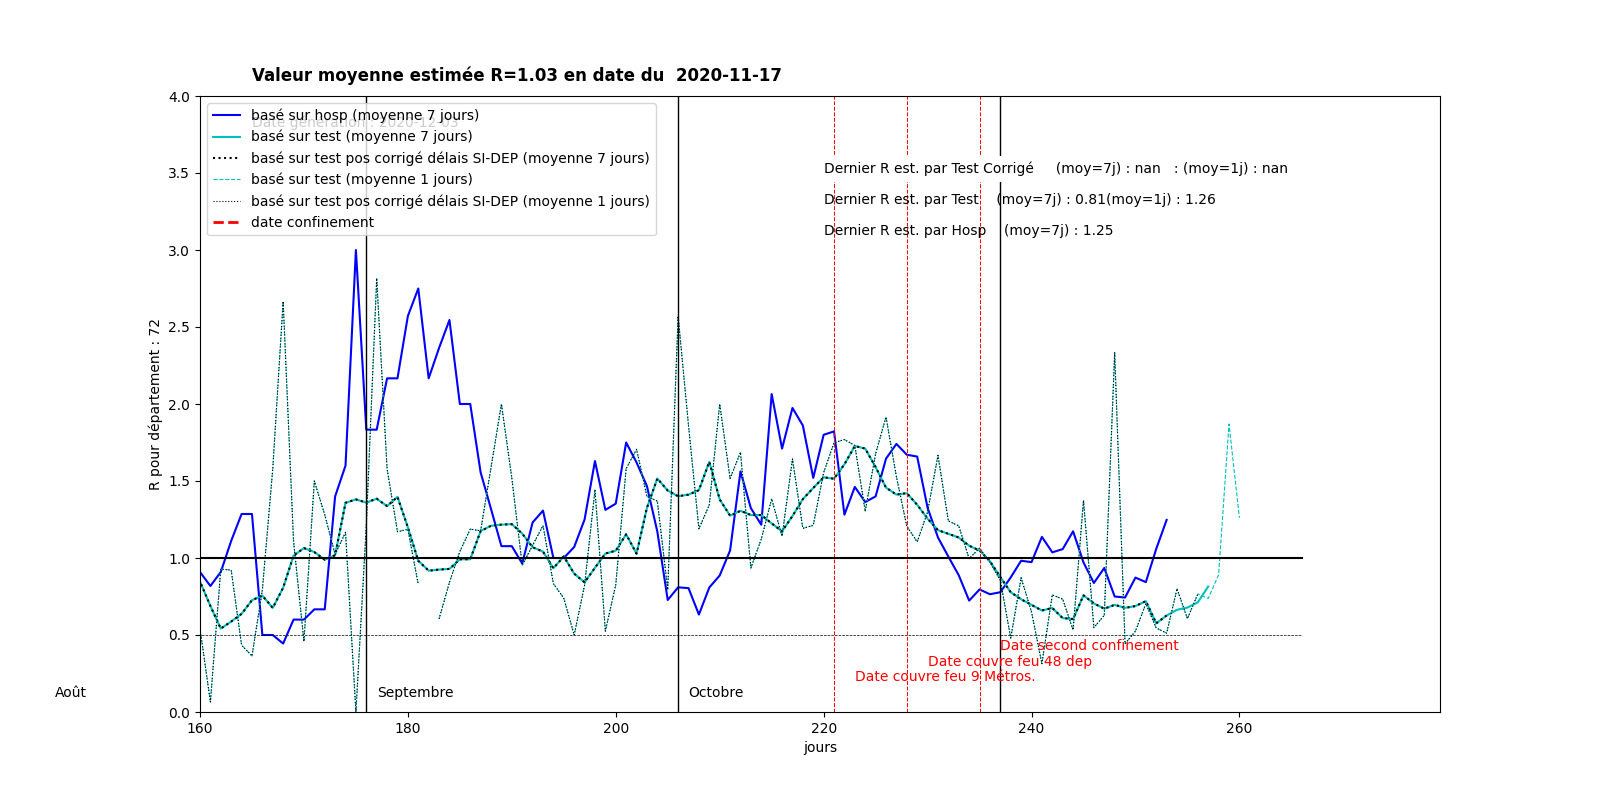 Valeur moyenne estimée R=1.03 en date du  2020-11-17
Date génération : 2020-12-03
basé sur hosp (moyenne 7 jours)
basé sur test (moyenne 7 jours)
basé sur test pos corrigé délais SI-DEP (moyenne 7 jours)
basé sur test (moyenne 1 jours)
basé sur test pos corrigé délais SI-DEP (moyenne 1 jours)
date confinement
Dernier R est. par Test Corrigé     (moy=7j) : nan   : (moy=1j) : nan
Dernier R est. par Test    (moy=7j) : 0.81(moy=1j) : 1.26
Dernier R est. par Hosp    (moy=7j) : 1.25
R pour département : 72
4.0
3.5
3.0
2.5
2.0
1.5
1.0
0.5
0.0
Date second confinement
Date couvre feu 48 dep
Date couvre feu 9 Métros.
Août
Septembre
Octobre
160
180
200
220
240
260
jours